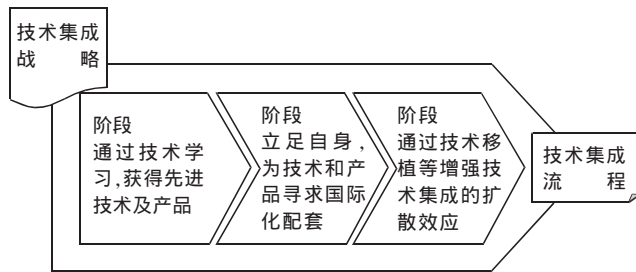 技术集成
战 略
阶段
通过技术学
习,获得先进
技术及产品
阶段
立足自身,
为技术和产
品寻求国际
化配套
阶段
通过技术移
植等增强技
术集成的扩
散效应
技术集成
流 程